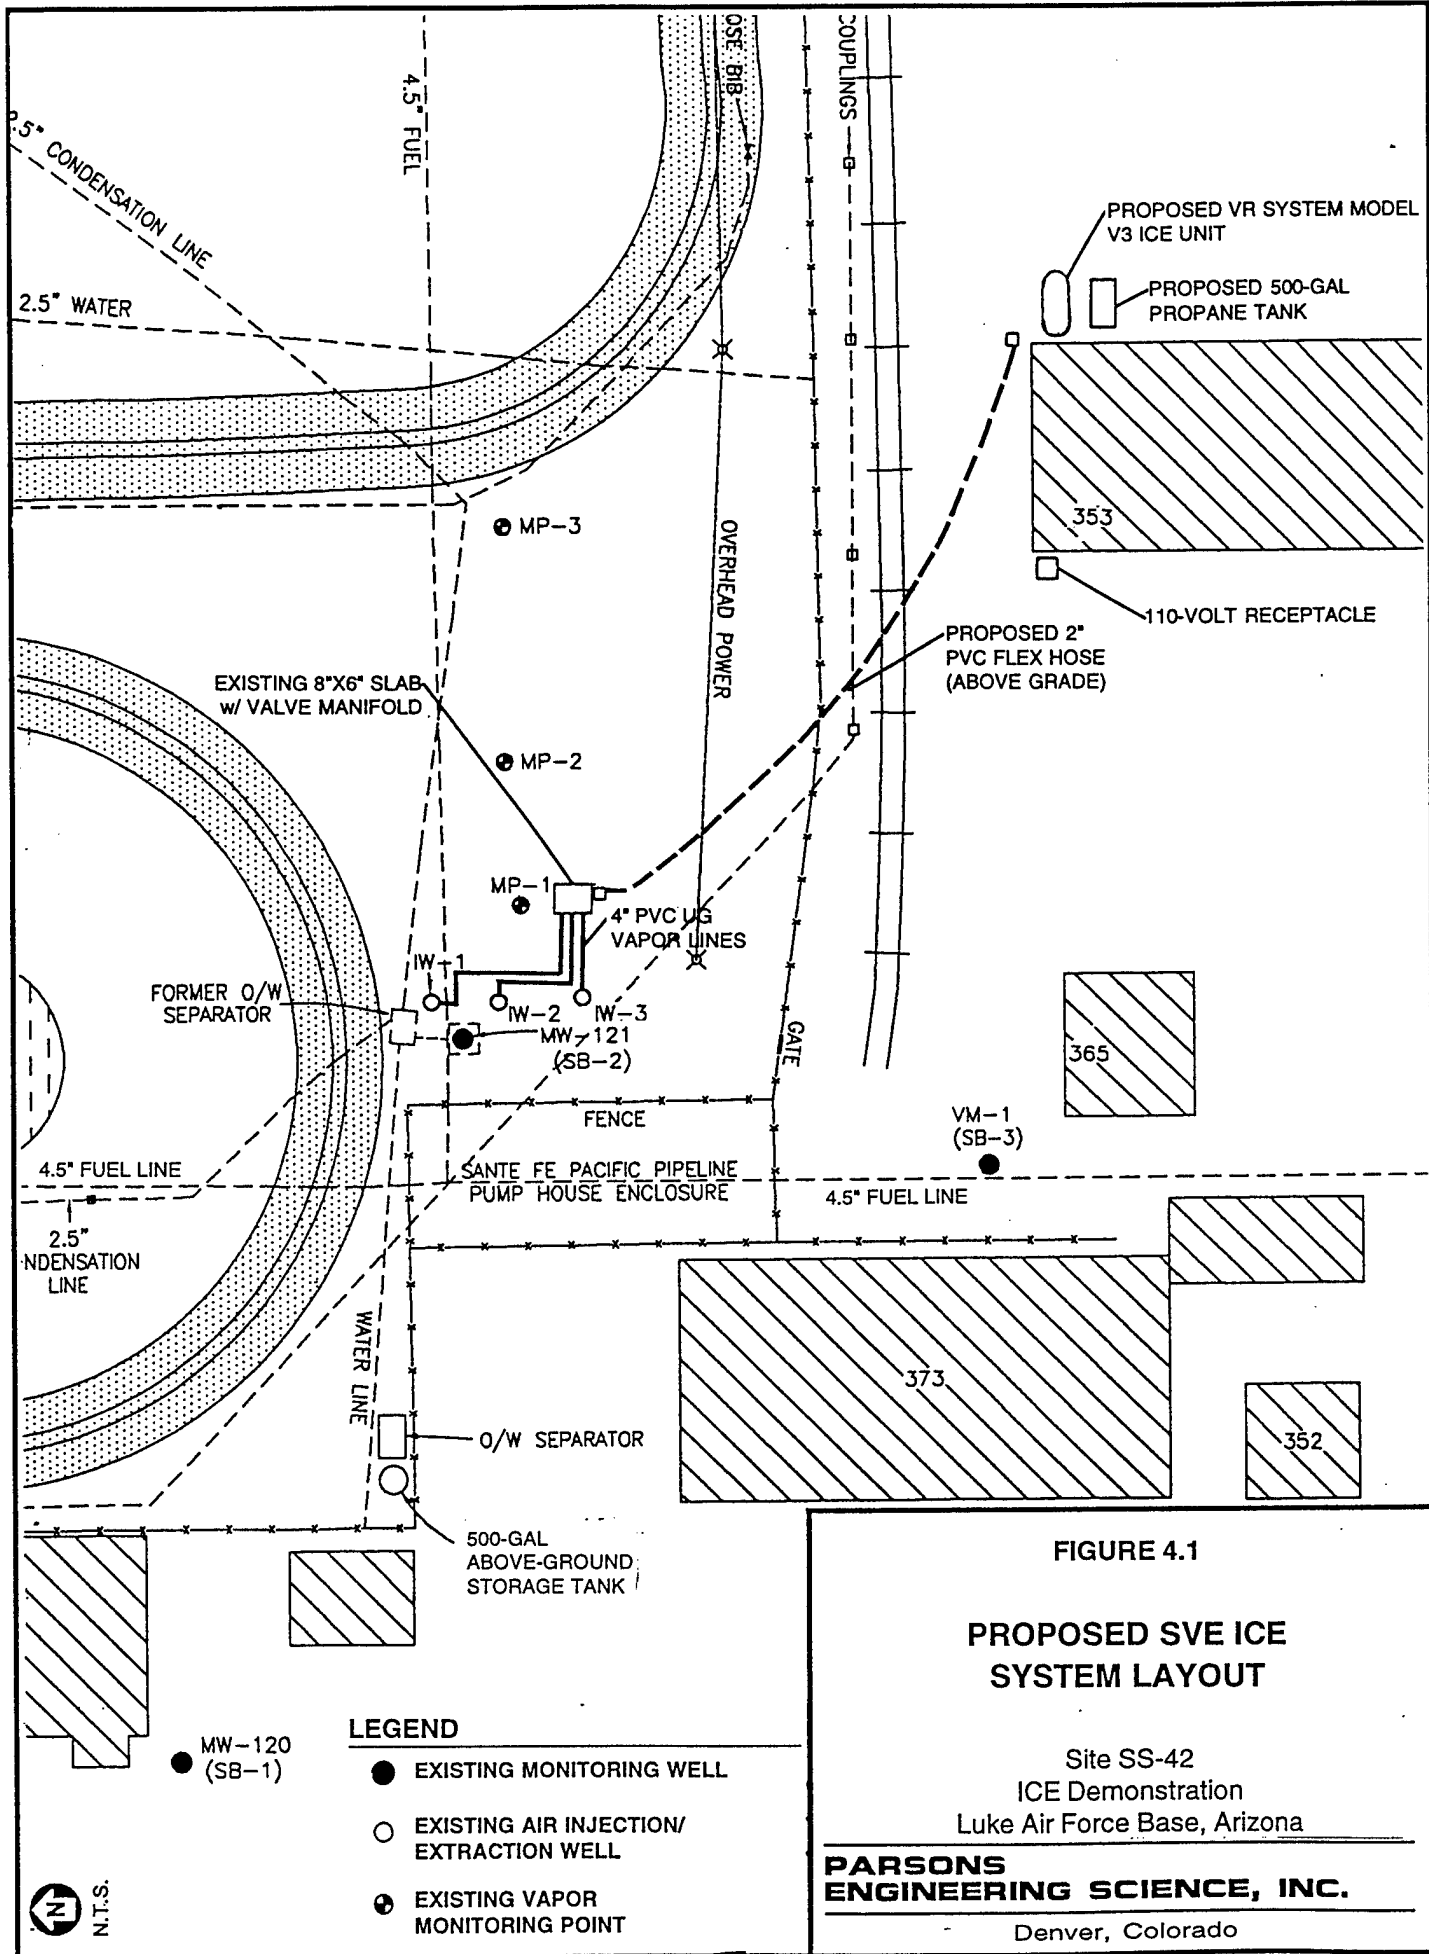 OSE BIB
COUPLINGS
4.5" FUEL
2.5" CONDENSATION LINE
2.5" WATER
PROPOSED VR SYSTEM MODEL
V3 ICE UNIT
PROPOSED 500-GAL
PROPANE TANK
353
110-VOLT RECEPTACLE
MP-3
OVERHEAD POWER
PROPOSED 2"
PVC FLEX HOSE
(ABOVE GRADE)
EXISTING 8"X6" SLAB
w/ VALVE MANIFOLD
MP-2
MP-1
4" PVC UG
VAPOR LINES
IW-1
FORMER O/W
SEPARATOR
IW-2
IW-3
MW-121
(SB-2)
GATE
365
FENCE
VM-1
(SB-3)
4.5" FUEL LINE
SANTE FE PACIFIC PIPELINE
PUMP HOUSE ENCLOSURE
4.5" FUEL LINE
2.5"
NDENSATION
LINE
WATER LINE
373
352
O/W SEPARATOR
500-GAL
ABOVE-GROUND
STORAGE TANK
MW-120
(SB-1)
LEGEND
EXISTING MONITORING WELL
EXISTING AIR INJECTION/
EXTRACTION WELL
EXISTING VAPOR
MONITORING POINT
N
N.T.S.
FIGURE 4.1
PROPOSED SVE ICE
SYSTEM LAYOUT
Site SS-42
ICE Demonstration
Luke Air Force Base, Arizona
PARSONS
ENGINEERING SCIENCE, INC.
Denver, Colorado